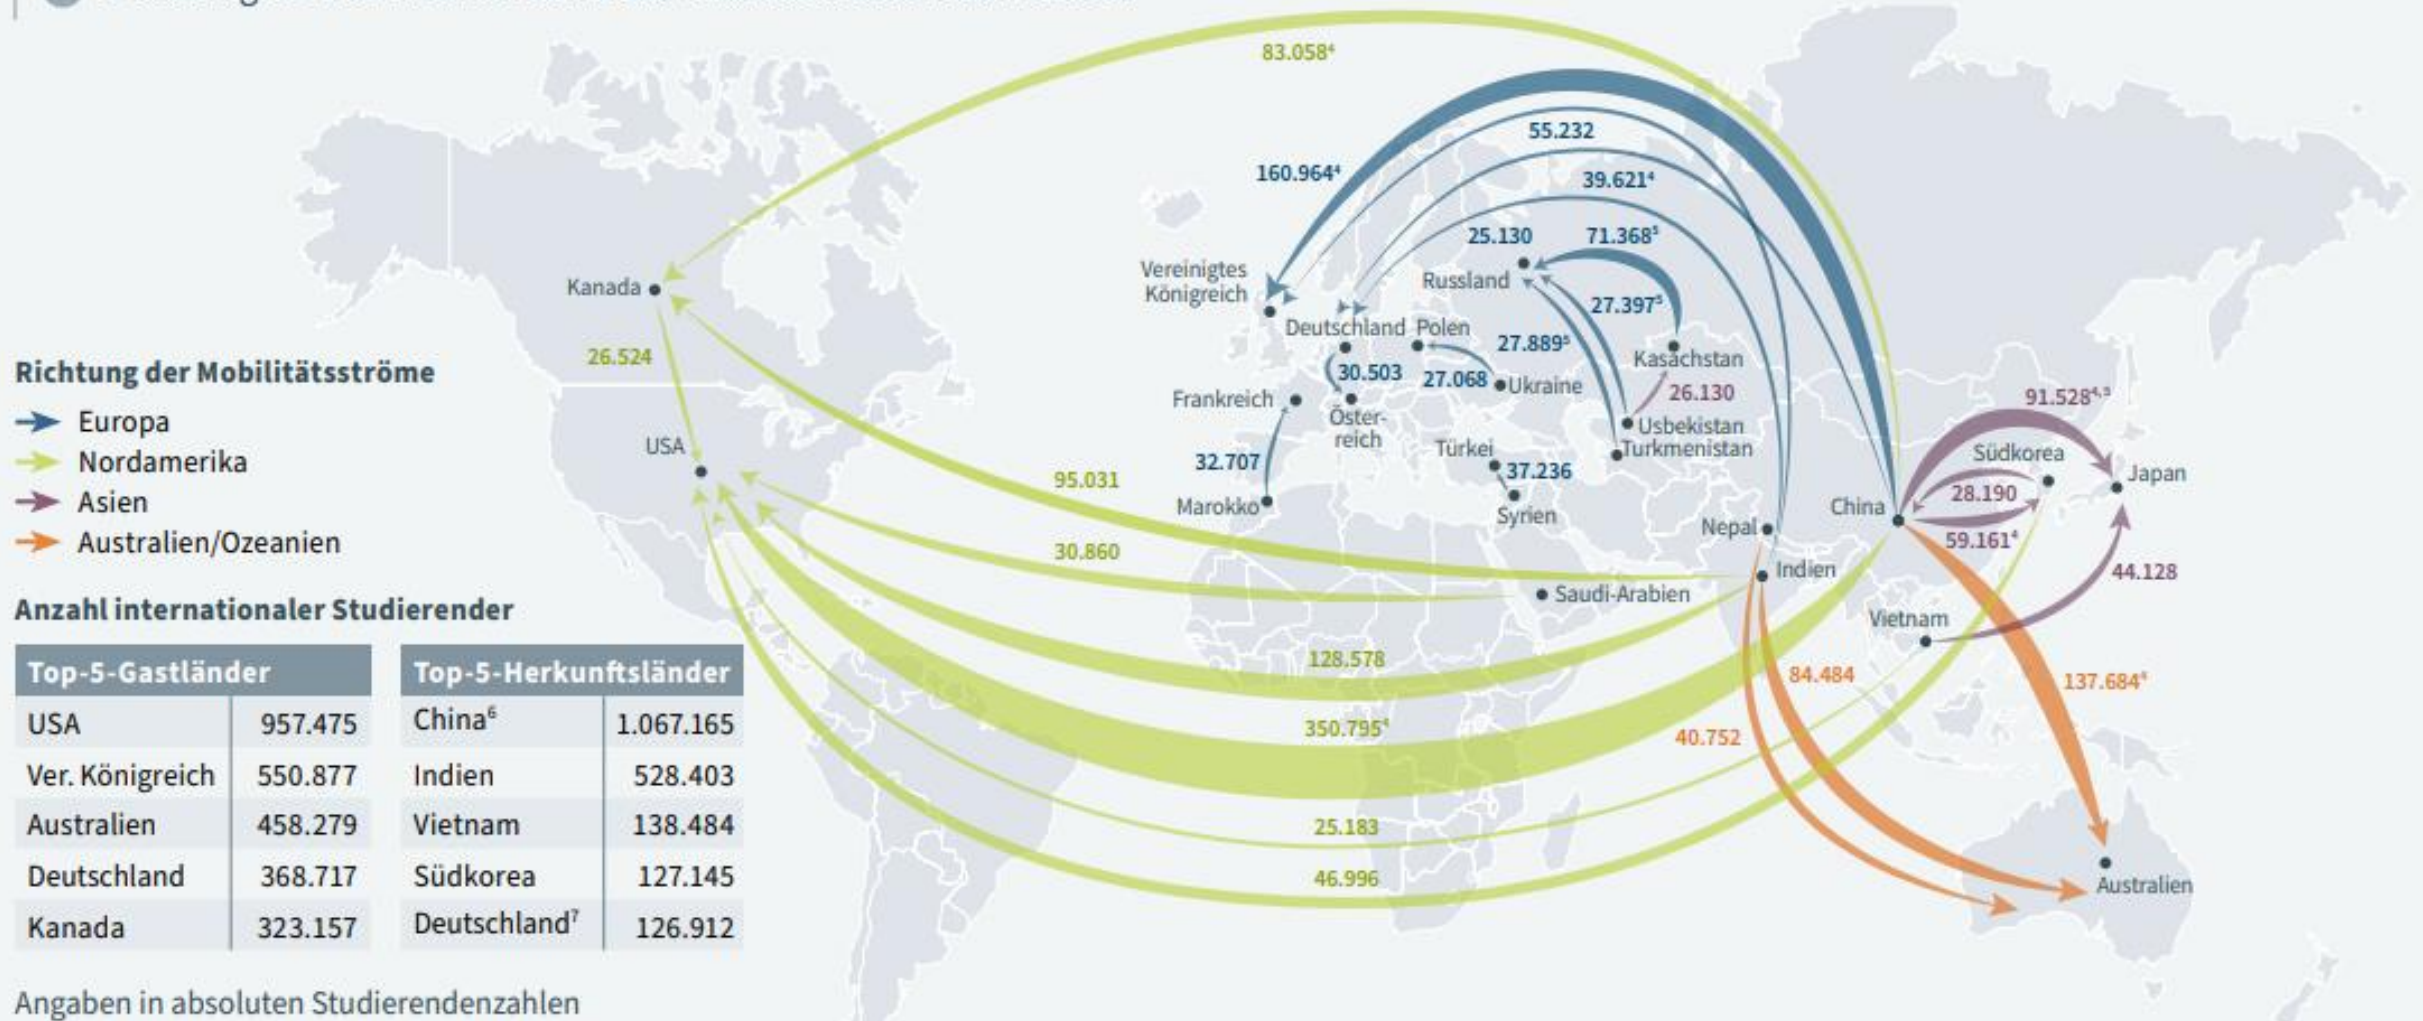 83.058⁴
55.232
160.964⁴
39.621⁴
25.130
71.368⁵
Vereinigtes
Königreich
Russland
Kanada
27.397⁵
Deutschland
Polen
27.889⁵
Kasachstan
26.524
30.503
27.068
Ukraine
26.130
Frankreich
Öster-
reich
Usbekistan
Turkmenistan
USA
Türkei
37.236
32.707
Marokko
Syrien
91.528⁴,⁵
Südkorea
Japan
28.190
China
59.161⁴
Nepal
95.031
30.860
Indien
44.128
Saudi-Arabien
Vietnam
128.578
84.484
137.684⁴
350.795⁴
40.752
25.183
46.996
Australien
Richtung der Mobilitätsströme
Europa
Nordamerika
Asien
Australien/Ozeanien
Anzahl internationaler Studierender
Top-5-Gastländer
USA 957.475
Ver. Königreich 550.877
Australien 458.279
Deutschland 368.717
Kanada 323.157
Top-5-Herkunftsländer
China⁶ 1.067.165
Indien 528.403
Vietnam 138.484
Südkorea 127.145
Deutschland⁷ 126.912
Angaben in absoluten Studierendenzahlen